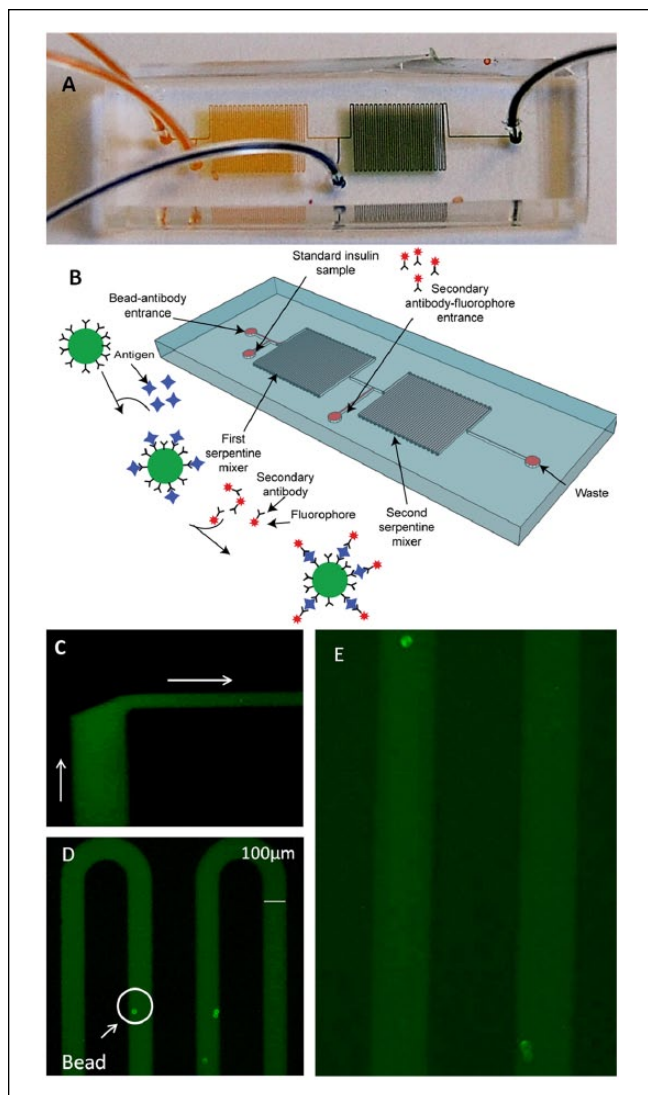 A
B
Standard insulin
sample
Secondary
antibody-fluorophore
entrance
Bead-antibody
entrance
Antigen
First
serpentine
mixer
Secondary
antibody
Fluorophore
Second
serpentine
mixer
Waste
C
D
100µm
Bead
E